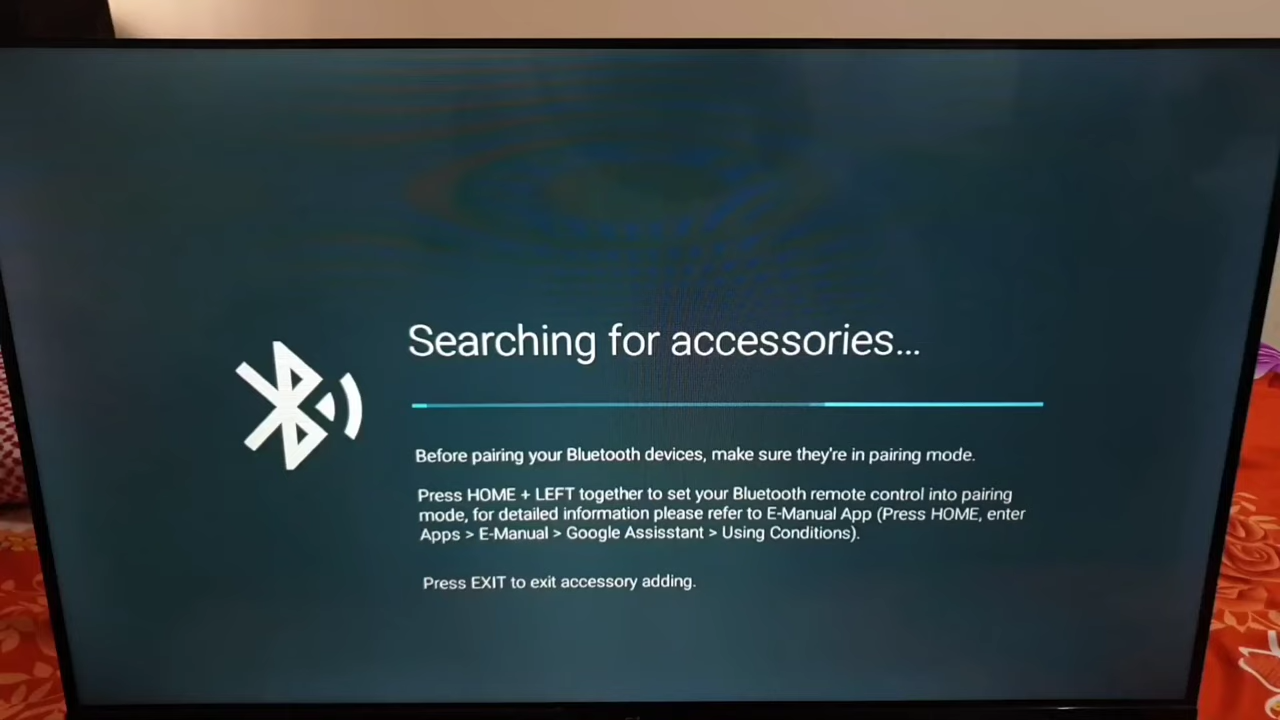 Searching for accessories...
Before pairing your Bluetooth devices, make sure they're in pairing mode.
Press HOME + LEFT together to set your Bluetooth remote control into pairing
mode, for detailed information please refer to E-Manual App (Press HOME, enter
Apps > E-Manual > Google Assisstant > Using Conditions).
Press EXIT to exit accessory adding.